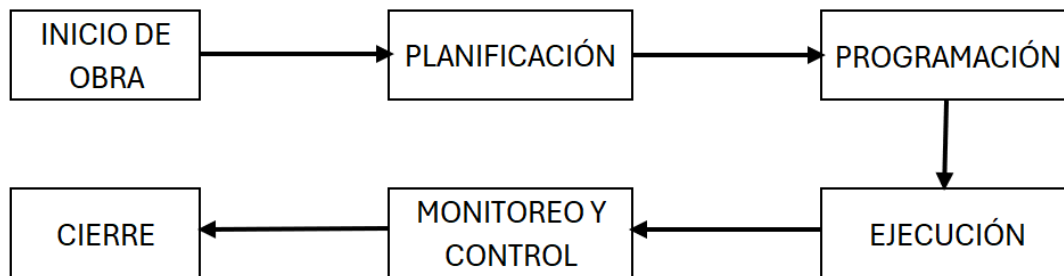 INICIO DE
OBRA
PLANIFICACIÓN
PROGRAMACIÓN
EJECUCIÓN
MONITOREO Y
CONTROL
CIERRE